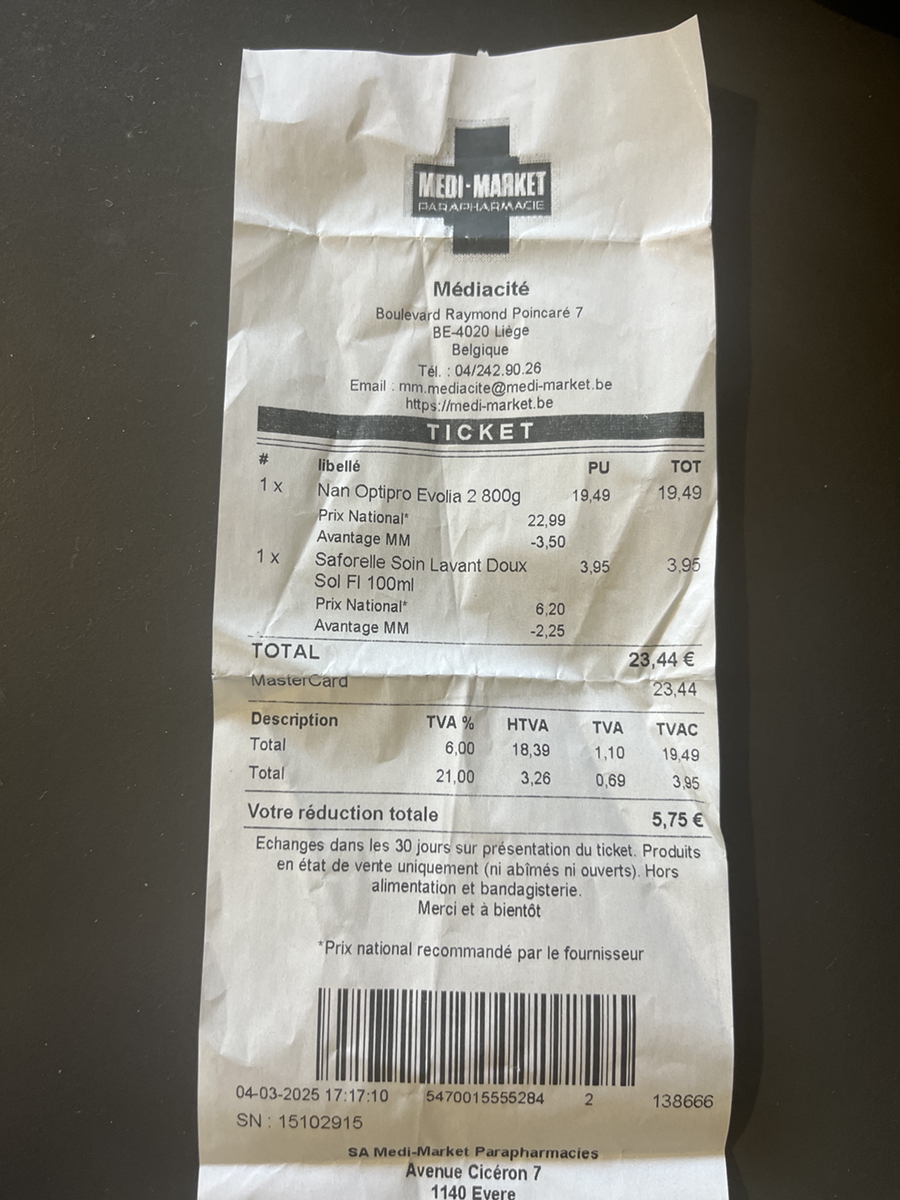 MEDI-MARKET
PARAPHARMACIE
Médiacité
Boulevard Raymond Poincaré 7
BE-4020 Liège
Belgique
Tél. : 04/242.90.26
Email : mm.mediacite@medi-market.be
https://medi-market.be
TICKET
# libellé PU TOT
1 x Nan Optipro Evolia 2 800g 19,49 19,49
Prix National* 22,99
Avantage MM -3,50
1 x Saforelle Soin Lavant Doux 3,95 3,95
Sol Fl 100ml
Prix National* 6,20
Avantage MM -2,25
TOTAL 23,44 €
MasterCard 23,44
Description TVA % HTVA TVA TVAC
Total 6,00 18,39 1,10 19,49
Total 21,00 3,26 0,69 3,95
Votre réduction totale 5,75 €
Echanges dans les 30 jours sur présentation du ticket. Produits
en état de vente uniquement (ni abîmés ni ouverts). Hors
alimentation et bandagisterie.
Merci et à bientôt
*Prix national recommandé par le fournisseur
04-03-2025 17:17:10 5470015555284 2 138666
SN : 15102915
SA Medi-Market Parapharmacies
Avenue Cicéron 7
1140 Evere